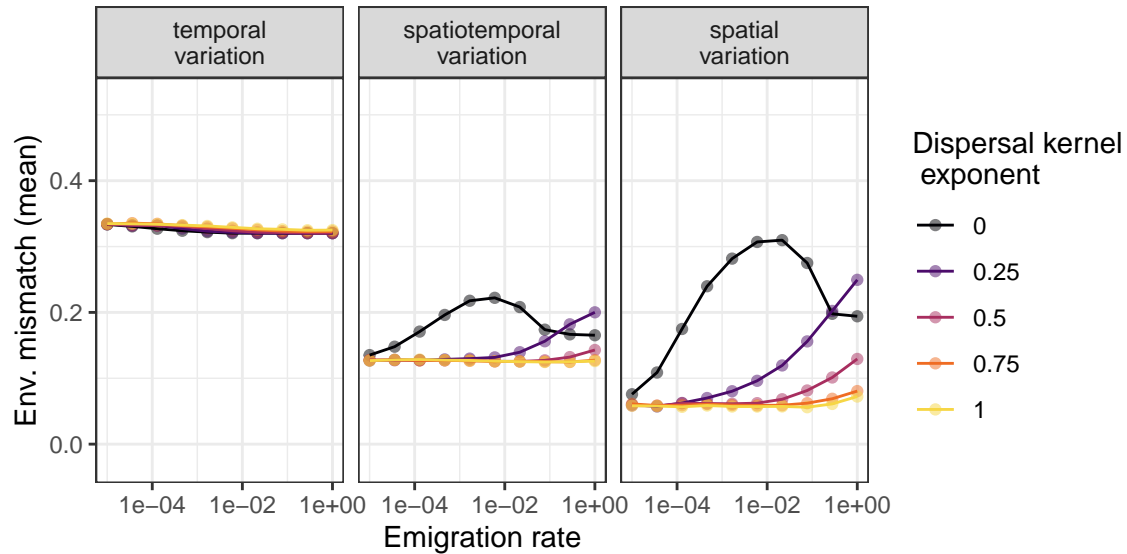 temporal
variation
spatiotemporal
variation
spatial
variation
Env. mismatch (mean)
0.4
0.2
0.0
1e−04
1e−02
1e+00
1e−04
1e−02
1e+00
1e−04
1e−02
1e+00
Emigration rate
Dispersal kernel
exponent
0
0.25
0.5
0.75
1